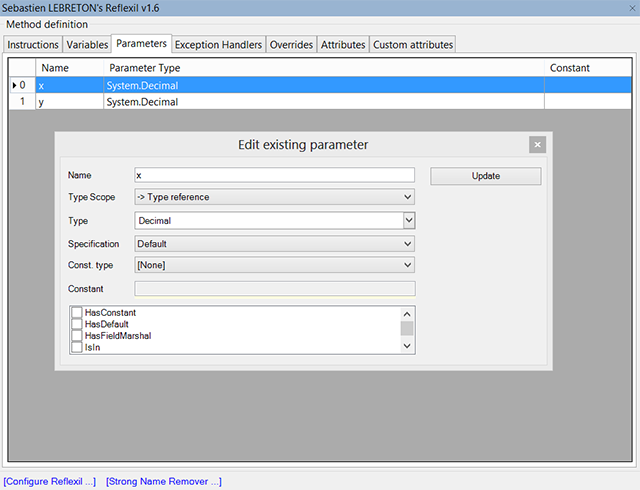 Sebastien LEBRETON's Reflexil v1.6
Method definition
Instructions Variables Parameters Exception Handlers Overrides Attributes Custom attributes
Name Parameter Type Constant
0 x System.Decimal
1 y System.Decimal
Edit existing parameter
Name x Update
Type Scope -> Type reference
Type Decimal
Specification Default
Const. type [None]
Constant
HasConstant
HasDefault
HasFieldMarshal
IsIn
[Configure Reflexil ...] [Strong Name Remover ...]